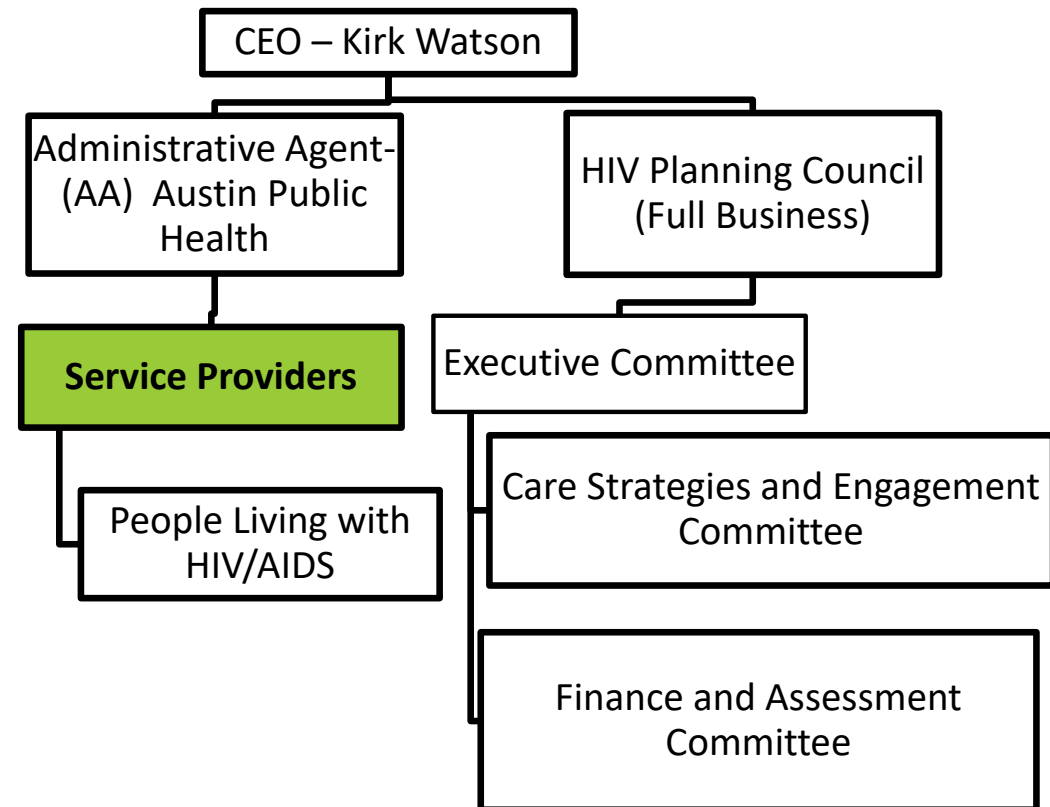 CEO – Kirk Watson
Administrative Agent-
(AA)  Austin Public
Health
HIV Planning Council
(Full Business)
Service Providers
Executive Committee
People Living with
HIV/AIDS
Care Strategies and Engagement
Committee
Finance and Assessment
Committee